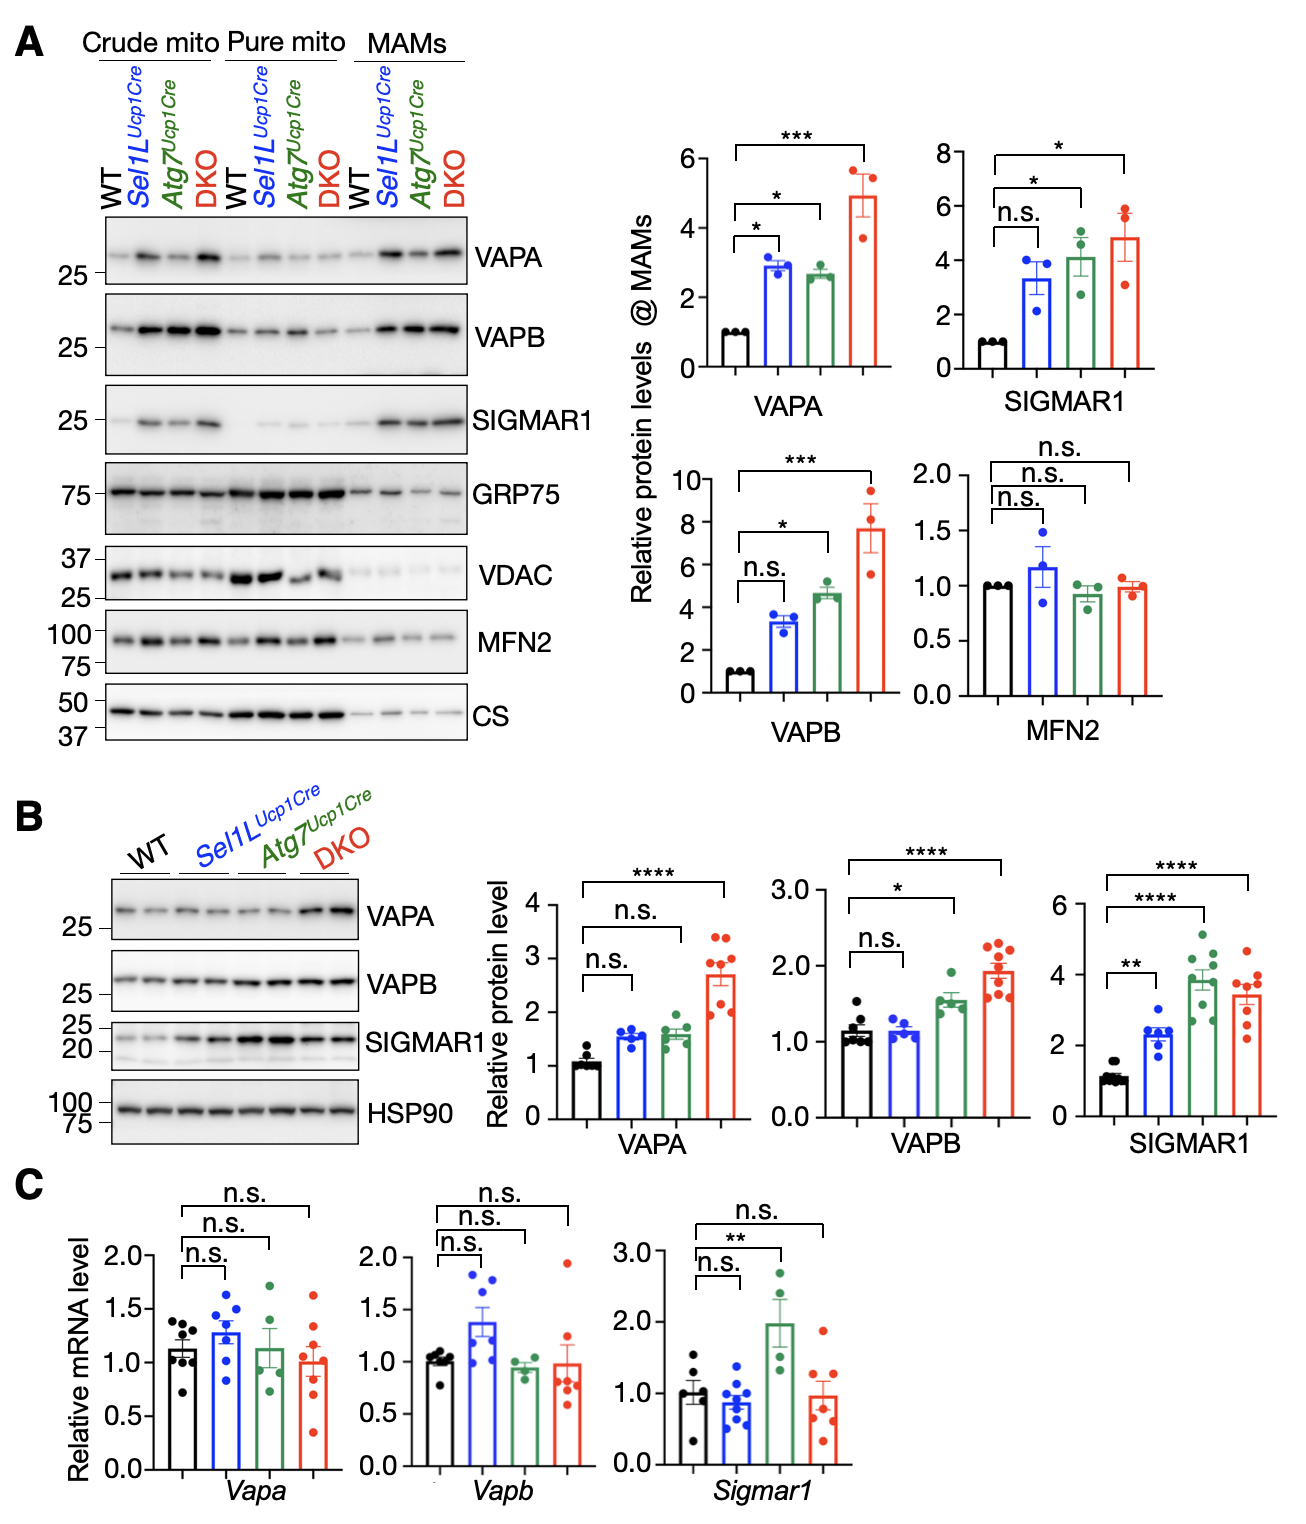 A
Crude mito Pure mito MAMs
WT Sel1L^Ucp1Cre Atg7^Ucp1Cre DKO WT Sel1L^Ucp1Cre Atg7^Ucp1Cre DKO WT Sel1L^Ucp1Cre Atg7^Ucp1Cre DKO
25 VAPA
25 VAPB
25 SIGMAR1
75 GRP75
37
25 VDAC
100
75 MFN2
50
37 CS
Relative protein levels @ MAMs
***
*
*
6
4
2
0
VAPA
*
*
n.s.
8
6
4
2
0
SIGMAR1
***
*
n.s.
10
8
6
4
2
0
VAPB
n.s.
n.s.
n.s.
2.0
1.5
1.0
0.5
0.0
MFN2
B
WT Sel1L^Ucp1Cre Atg7^Ucp1Cre DKO
25 VAPA
25 VAPB
25
20 SIGMAR1
100
75 HSP90
Relative protein level
****
n.s.
n.s.
4
3
2
1
0
VAPA
****
*
n.s.
3.0
2.0
1.0
0.0
VAPB
****
****
**
6
4
2
0
SIGMAR1
C
Relative mRNA level
n.s.
n.s.
n.s.
2.0
1.5
1.0
0.5
0.0
Vapa
n.s.
n.s.
n.s.
2.0
1.5
1.0
0.5
0.0
Vapb
n.s.
**
n.s.
3.0
2.0
1.0
0.0
Sigmar1